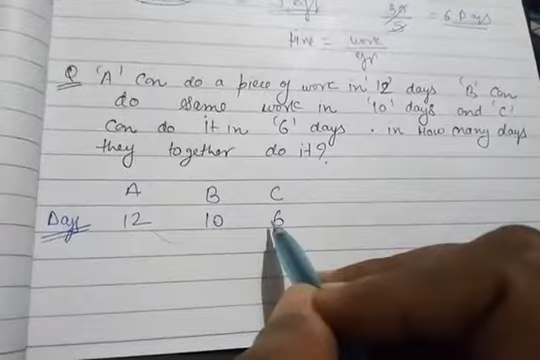 = 6 Days
time = work
Q 'A' Can do a piece of work in '12' days 'B' Can
do same work in '10' days and 'C'
Can do it in '6' days . in How many days
they together do it?
A B C
Days 12 10 6